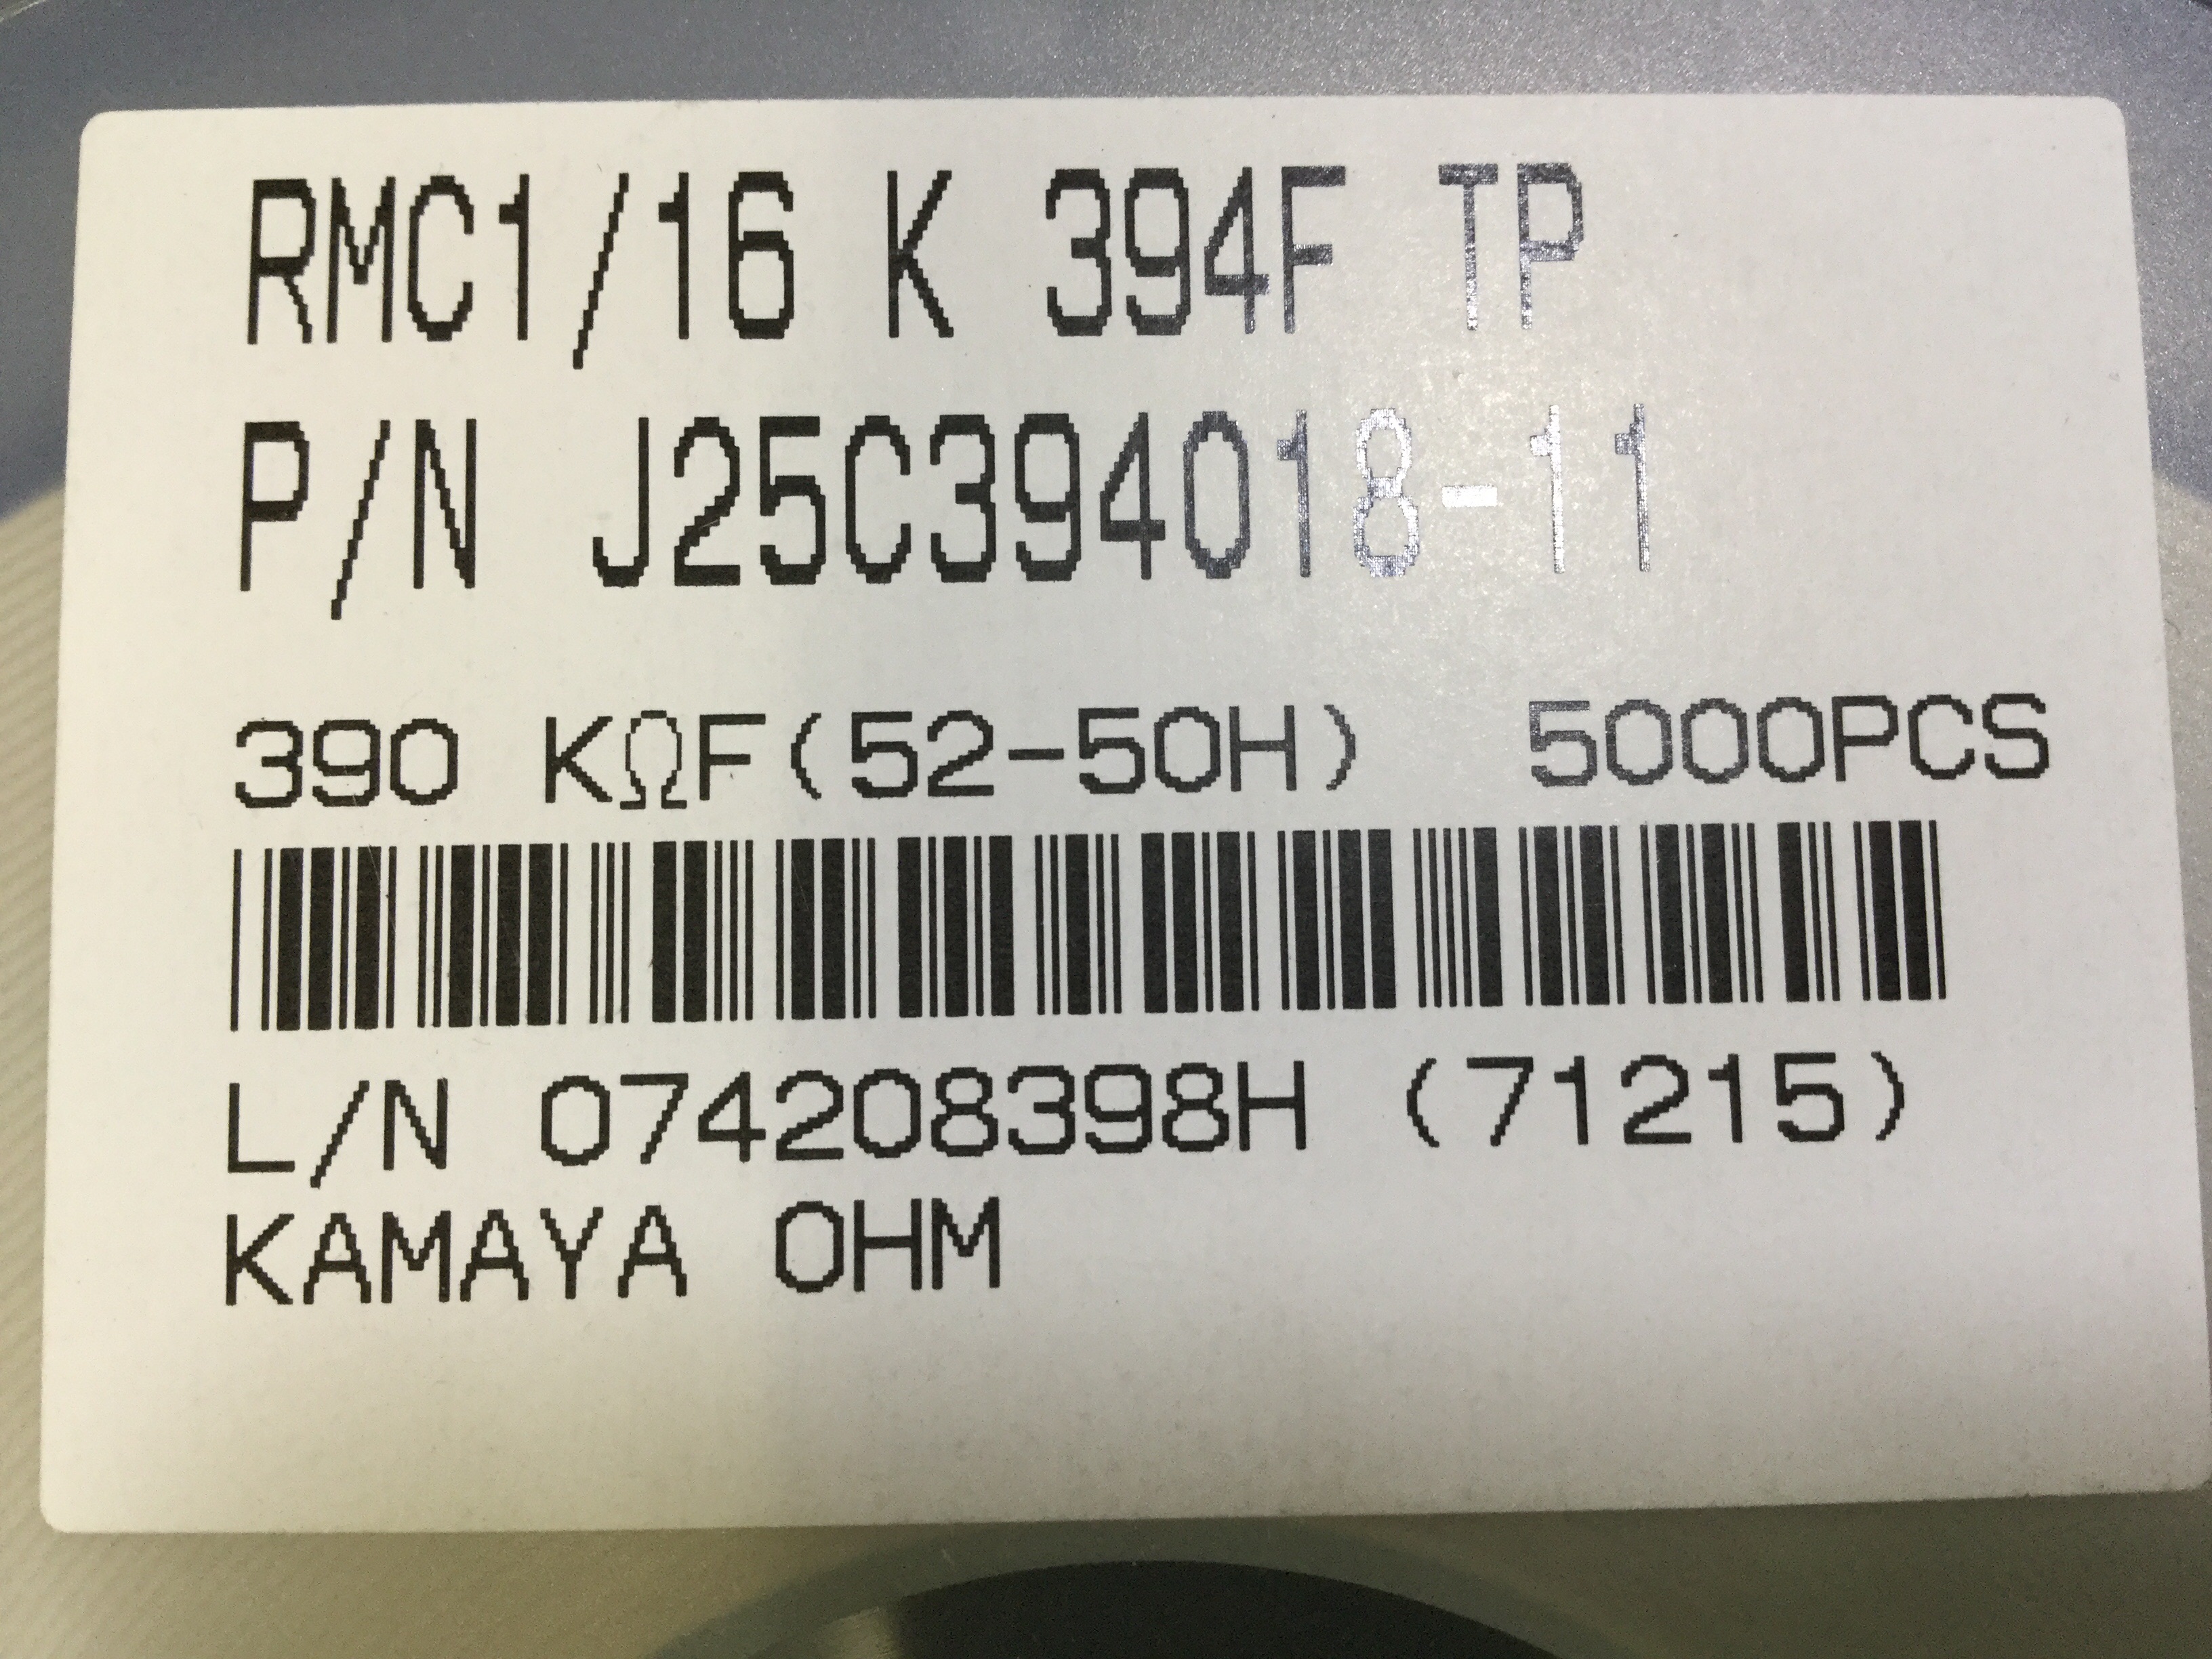 RMC1/16 K 394F TP
P/N J25C394018-11
390 KΩF(52-50H) 5000PCS
L/N 074208398H (71215)
KAMAYA OHM